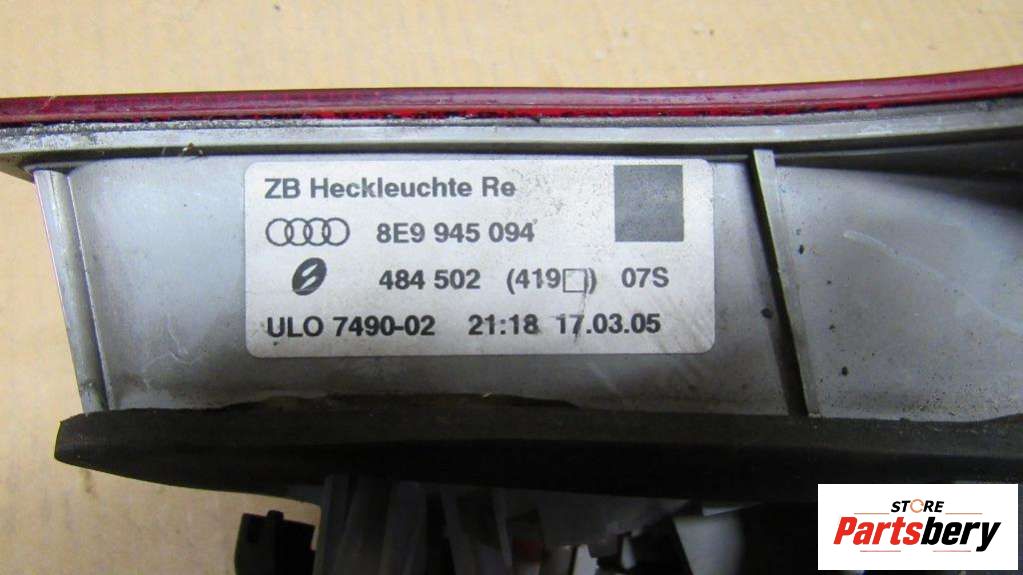 ZB Heckleuchte Re
8E9 945 094
484 502 (419□) 07S
ULO 7490-02 21:18 17.03.05
STORE
Partsbery